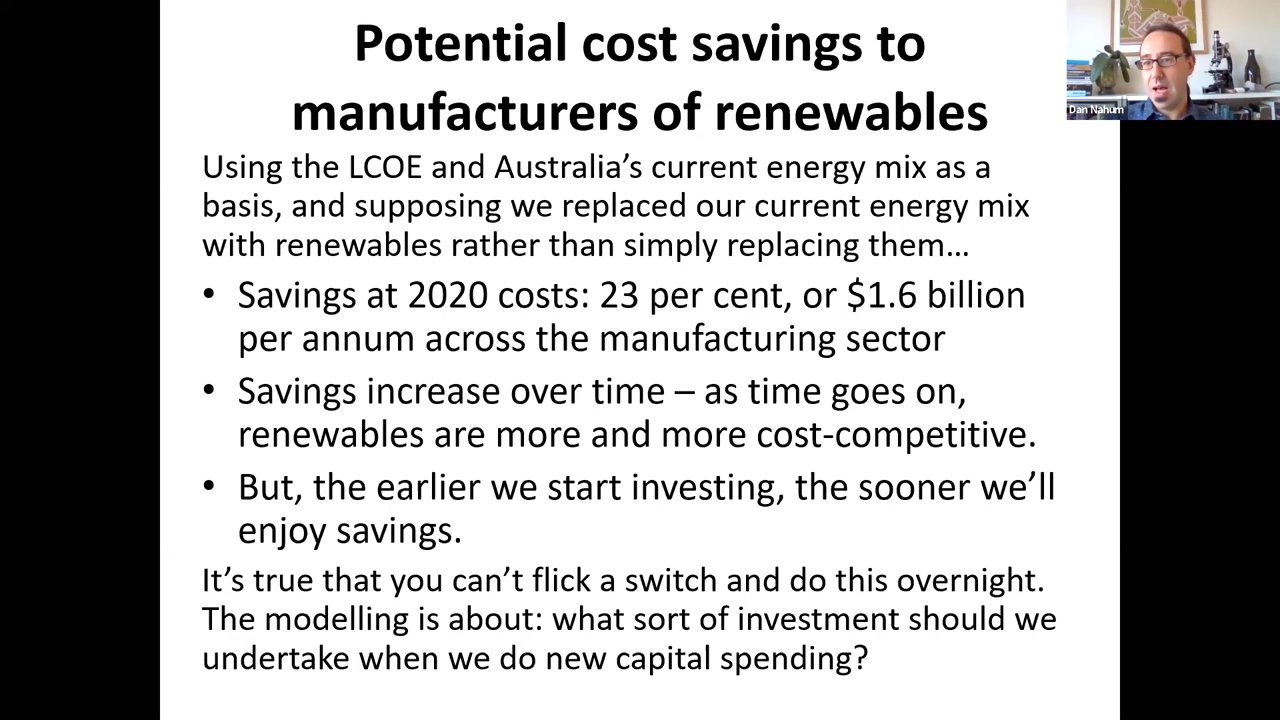 Potential cost savings to
manufacturers of renewables
Dan Nahum
Using the LCOE and Australia’s current energy mix as a
basis, and supposing we replaced our current energy mix
with renewables rather than simply replacing them…
• Savings at 2020 costs: 23 per cent, or $1.6 billion
per annum across the manufacturing sector
• Savings increase over time – as time goes on,
renewables are more and more cost-competitive.
• But, the earlier we start investing, the sooner we’ll
enjoy savings.
It’s true that you can’t flick a switch and do this overnight.
The modelling is about: what sort of investment should we
undertake when we do new capital spending?